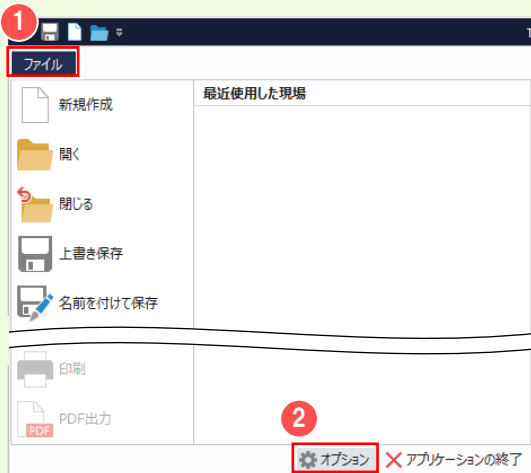 1
T
ファイル
最近使用した現場
新規作成
開く
閉じる
上書き保存
名前を付けて保存
印刷
PDF
PDF出力
2
オプション
アプリケーションの終了